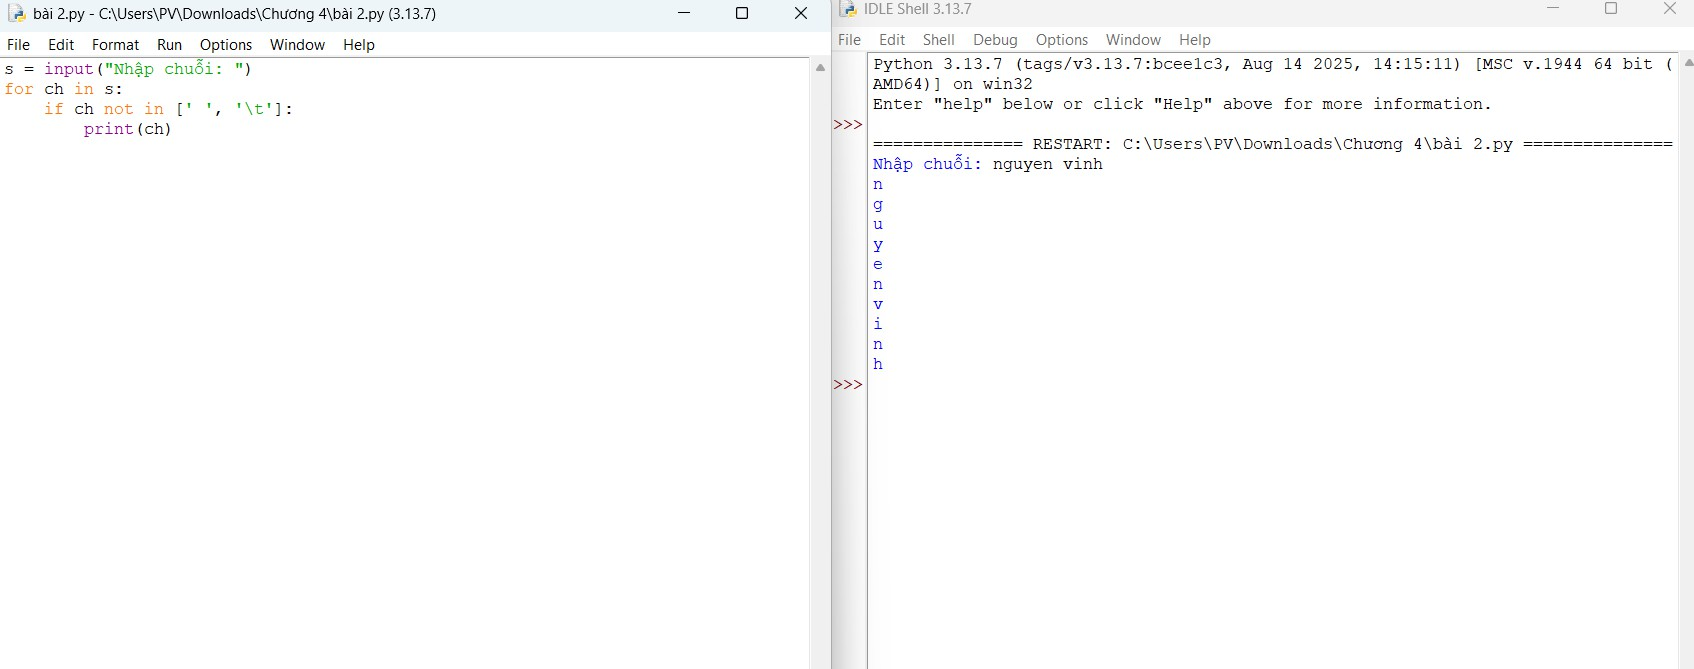 bài 2.py - C:\Users\PV\Downloads\Chương 4\bài 2.py (3.13.7)
File Edit Format Run Options Window Help
s = input("Nhập chuỗi: ")
for ch in s:
    if ch not in [' ', '\t']:
        print(ch)
IDLE Shell 3.13.7
File Edit Shell Debug Options Window Help
Python 3.13.7 (tags/v3.13.7:bcee1c3, Aug 14 2025, 14:15:11) [MSC v.1944 64 bit (
AMD64)] on win32
Enter "help" below or click "Help" above for more information.
>>>
=============== RESTART: C:\Users\PV\Downloads\Chương 4\bài 2.py ===============
Nhập chuỗi: nguyen vinh
n
g
u
y
e
n
v
i
n
h
>>>